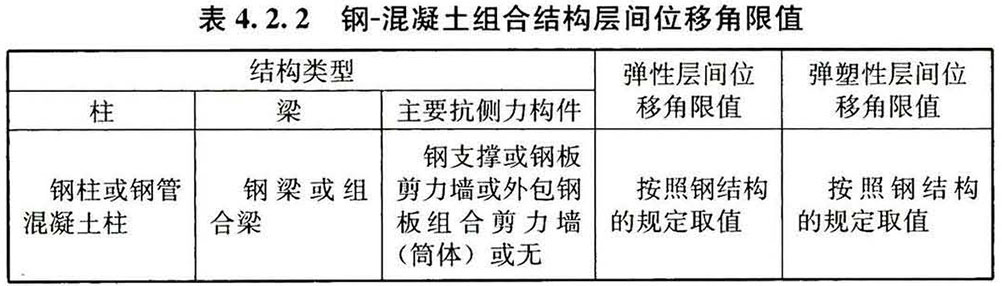 表 4. 2. 2 钢-混凝土组合结构层间位移角限值
结构类型
弹性层间位
移角限值
弹塑性层间位
移角限值
柱
梁
主要抗侧力构件
钢柱或钢管
混凝土柱
钢梁或组
合梁
钢支撑或钢板
剪力墙或外包钢
板组合剪力墙
（筒体）或无
按照钢结构
的规定取值
按照钢结构
的规定取值